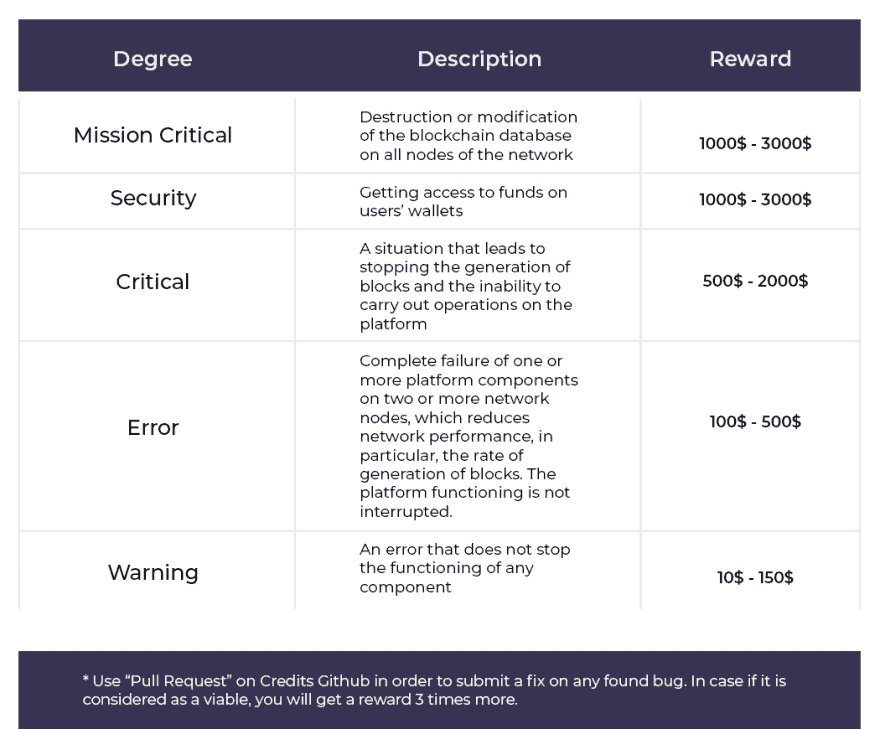 Degree Description Reward
Mission Critical
Destruction or modification
of the blockchain database
on all nodes of the network
1000$ - 3000$
Security
Getting access to funds on
users’ wallets
1000$ - 3000$
Critical
A situation that leads to
stopping the generation of
blocks and the inability to
carry out operations on the
platform
500$ - 2000$
Error
Complete failure of one or
more platform components
on two or more network
nodes, which reduces
network performance, in
particular, the rate of
generation of blocks. The
platform functioning is not
interrupted.
100$ - 500$
Warning
An error that does not stop
the functioning of any
component
10$ - 150$
* Use “Pull Request” on Credits Github in order to submit a fix on any found bug. In case if it is
considered as a viable, you will get a reward 3 times more.